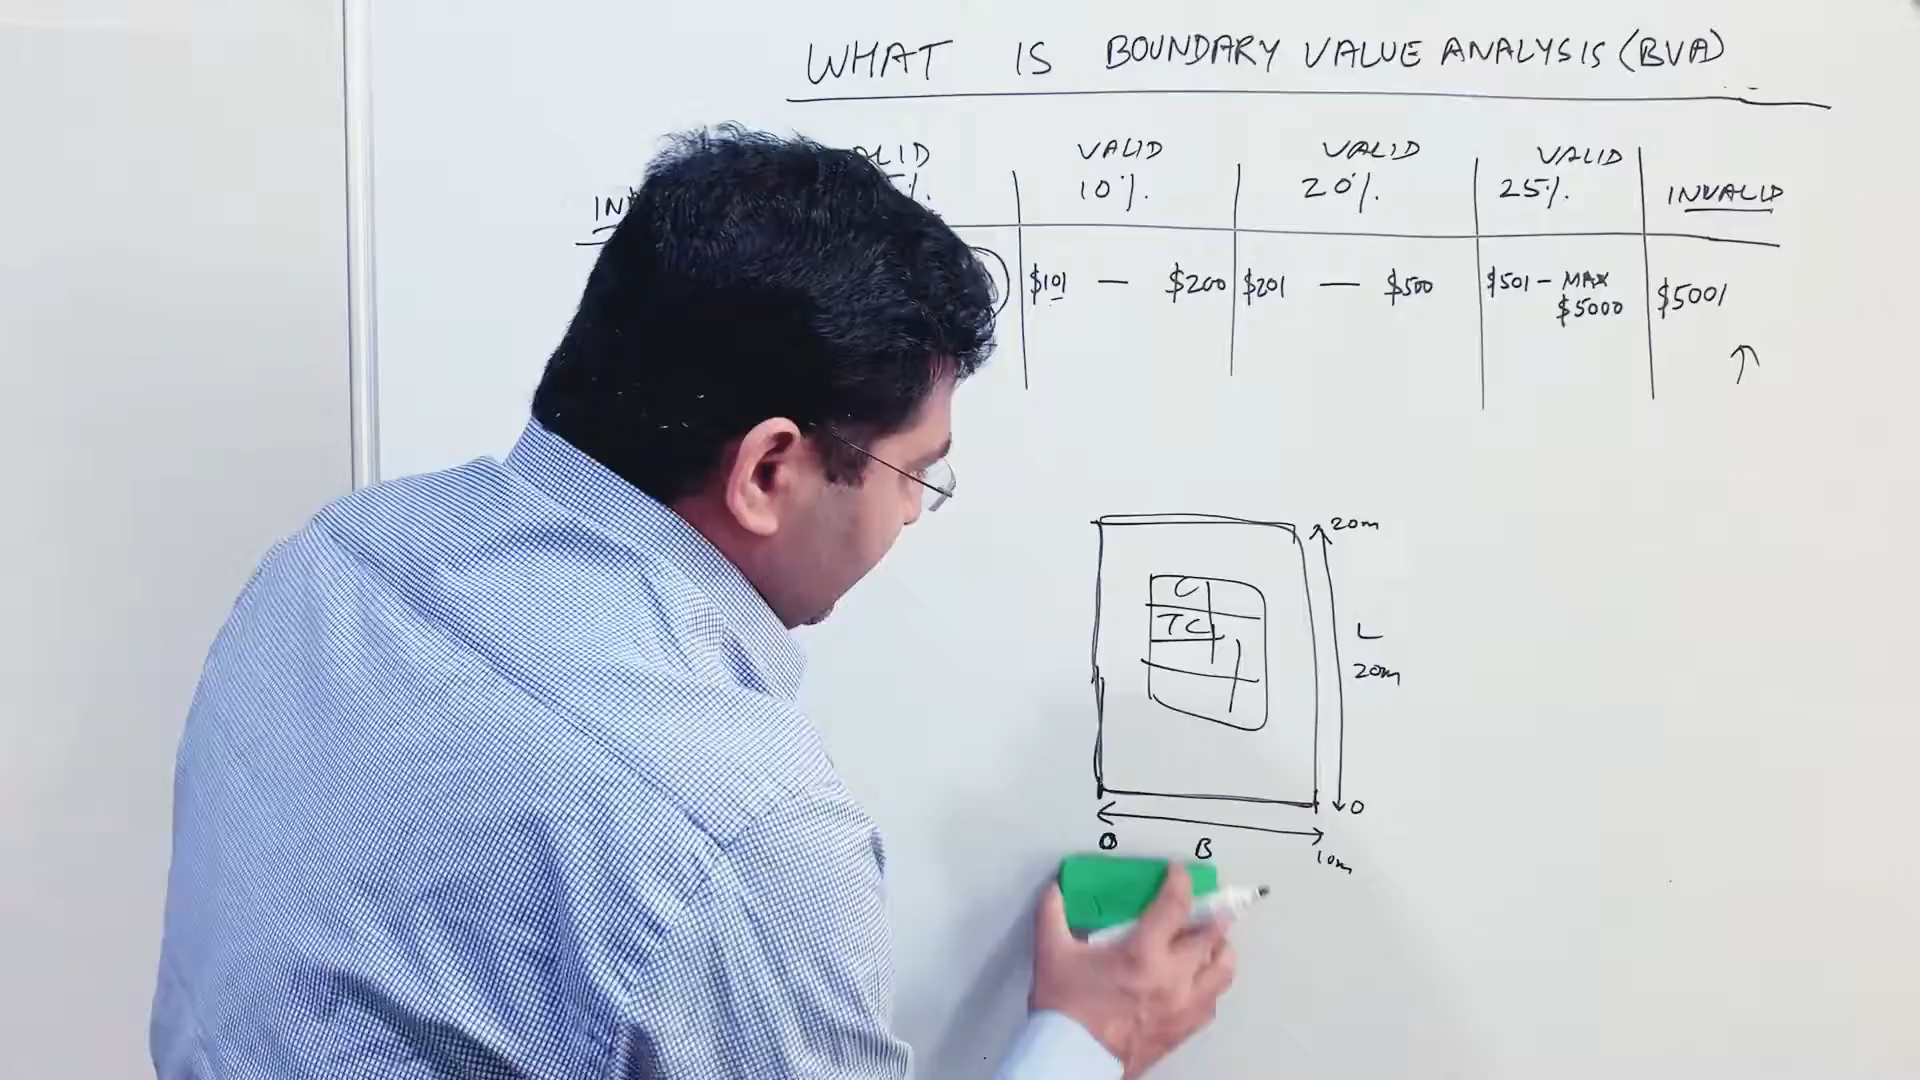 WHAT IS BOUNDARY VALUE ANALYSIS (BVA)
VALID VALID VALID
10%. 20%. 25%. INVALID
$101 — $200 $201 — $500 $501 - MAX $5000 $5001
20m
C
TC
L
20m
0
0 B 10m